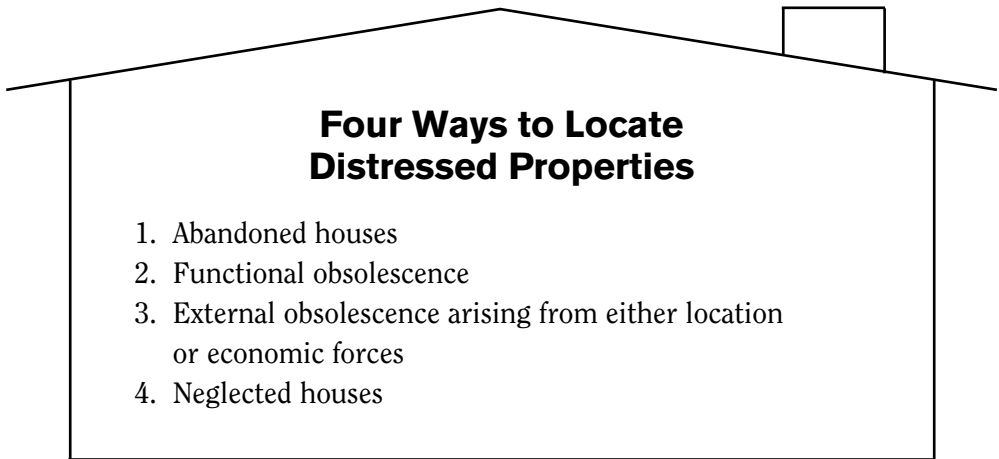 Four Ways to Locate
Distressed Properties
1. Abandoned houses
2. Functional obsolescence
3. External obsolescence arising from either location
or economic forces
4. Neglected houses